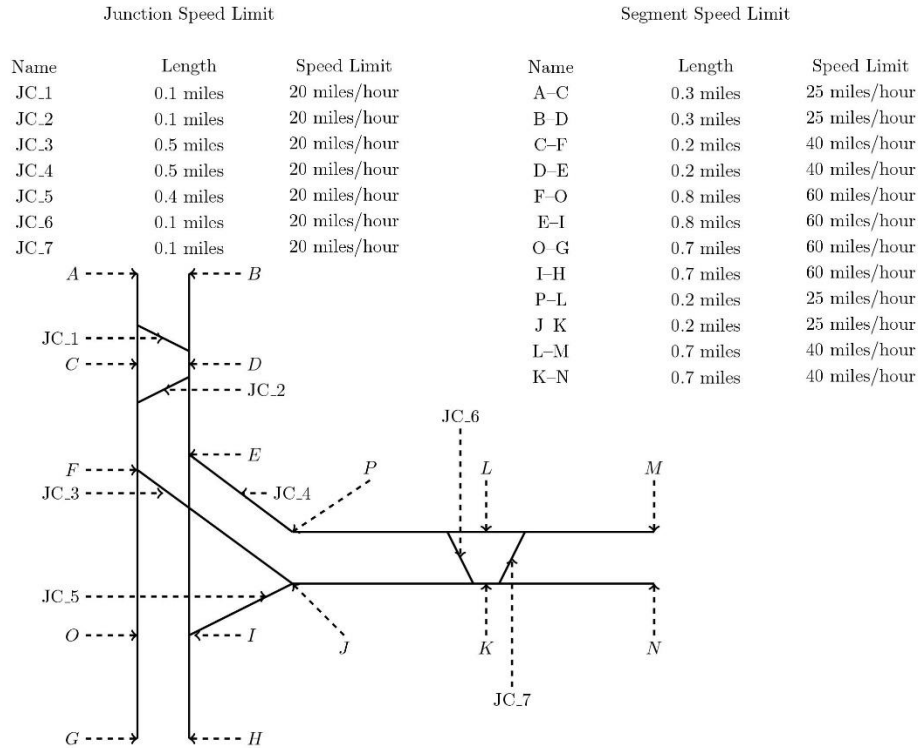 Junction Speed Limit Segment Speed Limit
Name Length Speed Limit Name Length Speed Limit
JC_1 0.1 miles 20 miles/hour A–C 0.3 miles 25 miles/hour
JC_2 0.1 miles 20 miles/hour B–D 0.3 miles 25 miles/hour
JC_3 0.5 miles 20 miles/hour C–F 0.2 miles 40 miles/hour
JC_4 0.5 miles 20 miles/hour D–E 0.2 miles 40 miles/hour
JC_5 0.4 miles 20 miles/hour F–O 0.8 miles 60 miles/hour
JC_6 0.1 miles 20 miles/hour E–I 0.8 miles 60 miles/hour
JC_7 0.1 miles 20 miles/hour O–G 0.7 miles 60 miles/hour
A B I–H 0.7 miles 60 miles/hour
P–L 0.2 miles 25 miles/hour
JC_1 J K 0.2 miles 25 miles/hour
C D L–M 0.7 miles 40 miles/hour
JC_2 K–N 0.7 miles 40 miles/hour
JC_6
E
F P L M
JC_3 JC_4
JC_5
O I J K N
JC_7
G H